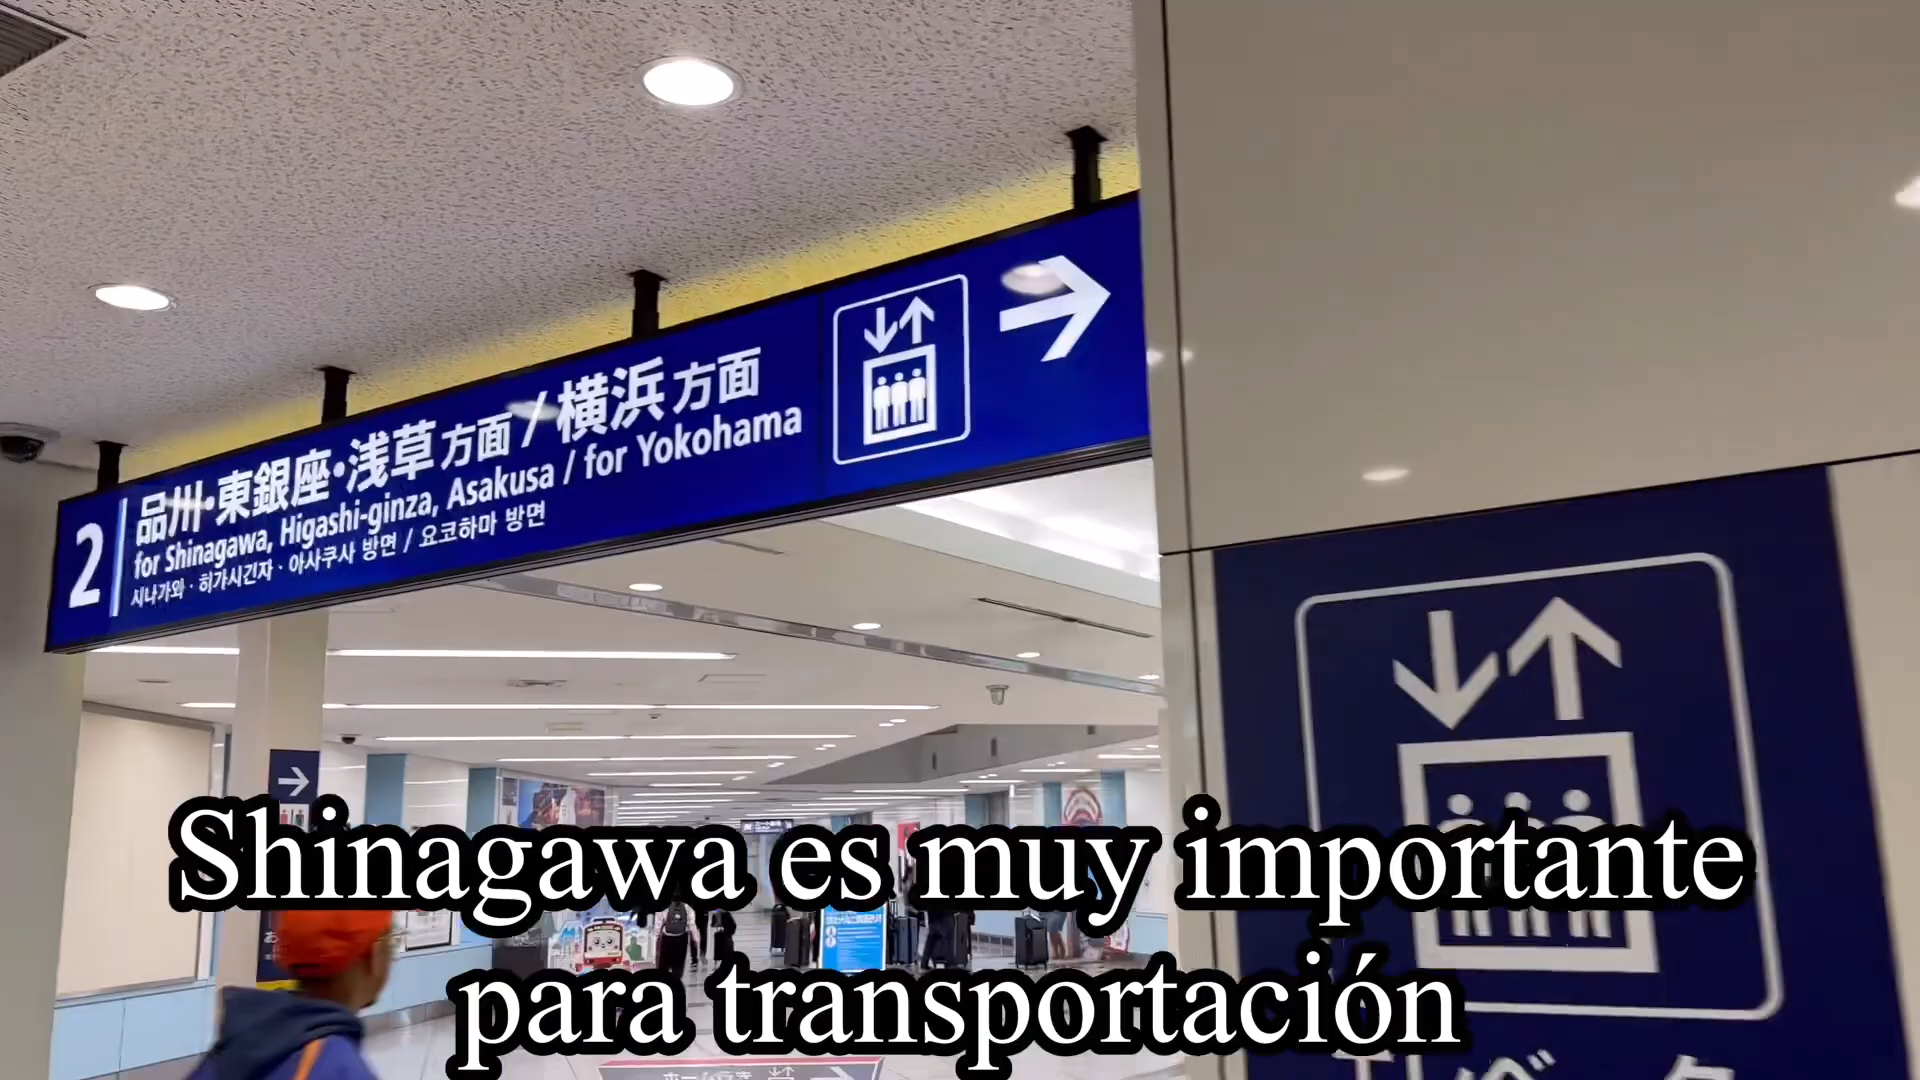 2
品川・東銀座・浅草方面 / 横浜方面
for Shinagawa, Higashi-ginza, Asakusa / for Yokohama
시나가와 · 히가시긴자 · 아사쿠사 방면 / 요코하마 방면
Shinagawa es muy importante
para transportación